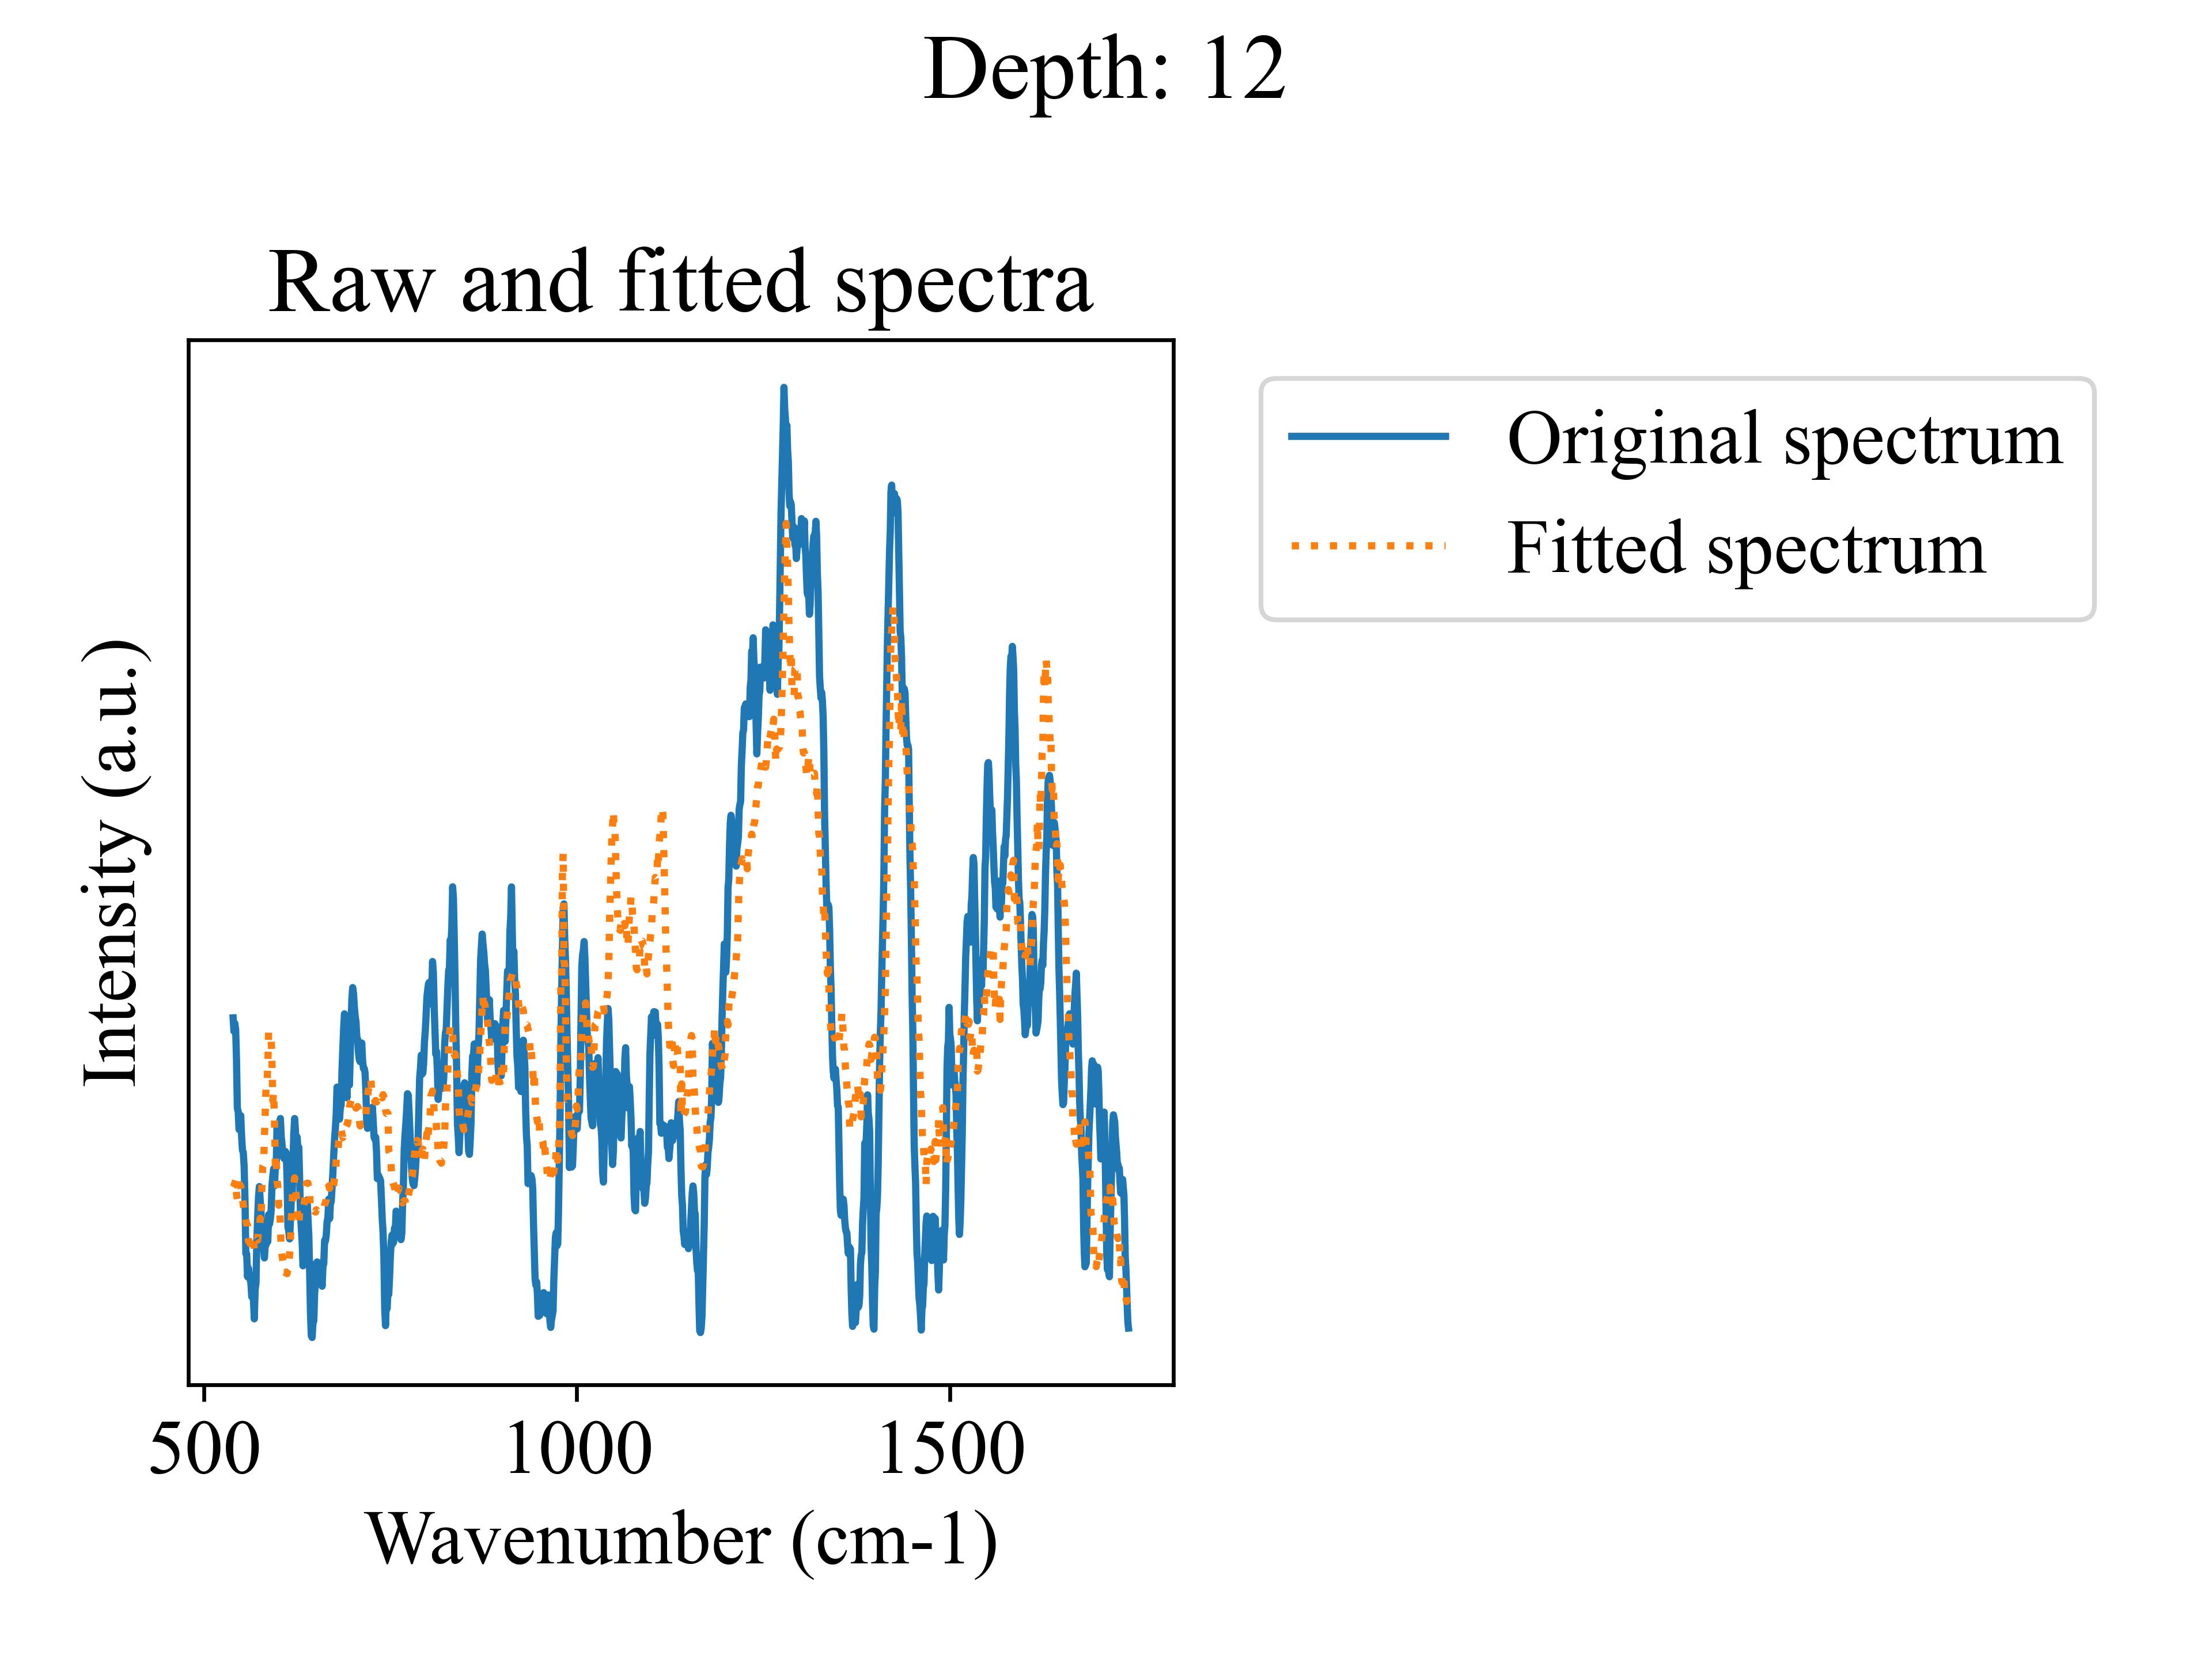 Depth: 12
Raw and fitted spectra
Original spectrum
Fitted spectrum
Intensity (a.u.)
500 1000 1500
Wavenumber (cm-1)